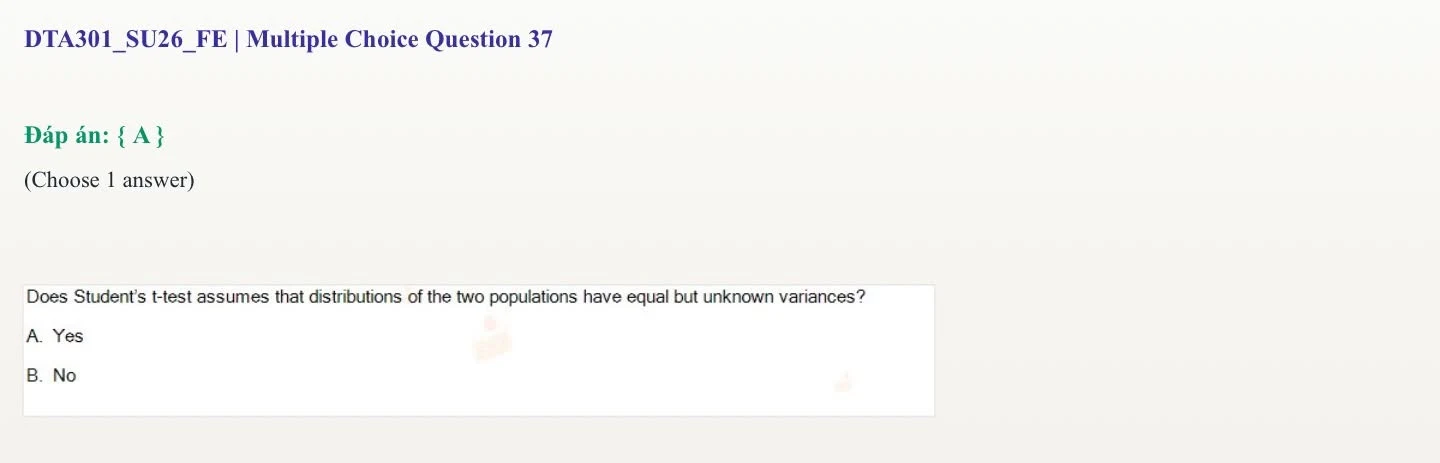 DTA301_SU26_FE | Multiple Choice Question 37
Đáp án: { A }
(Choose 1 answer)
Does Student's t-test assumes that distributions of the two populations have equal but unknown variances?
A. Yes
B. No